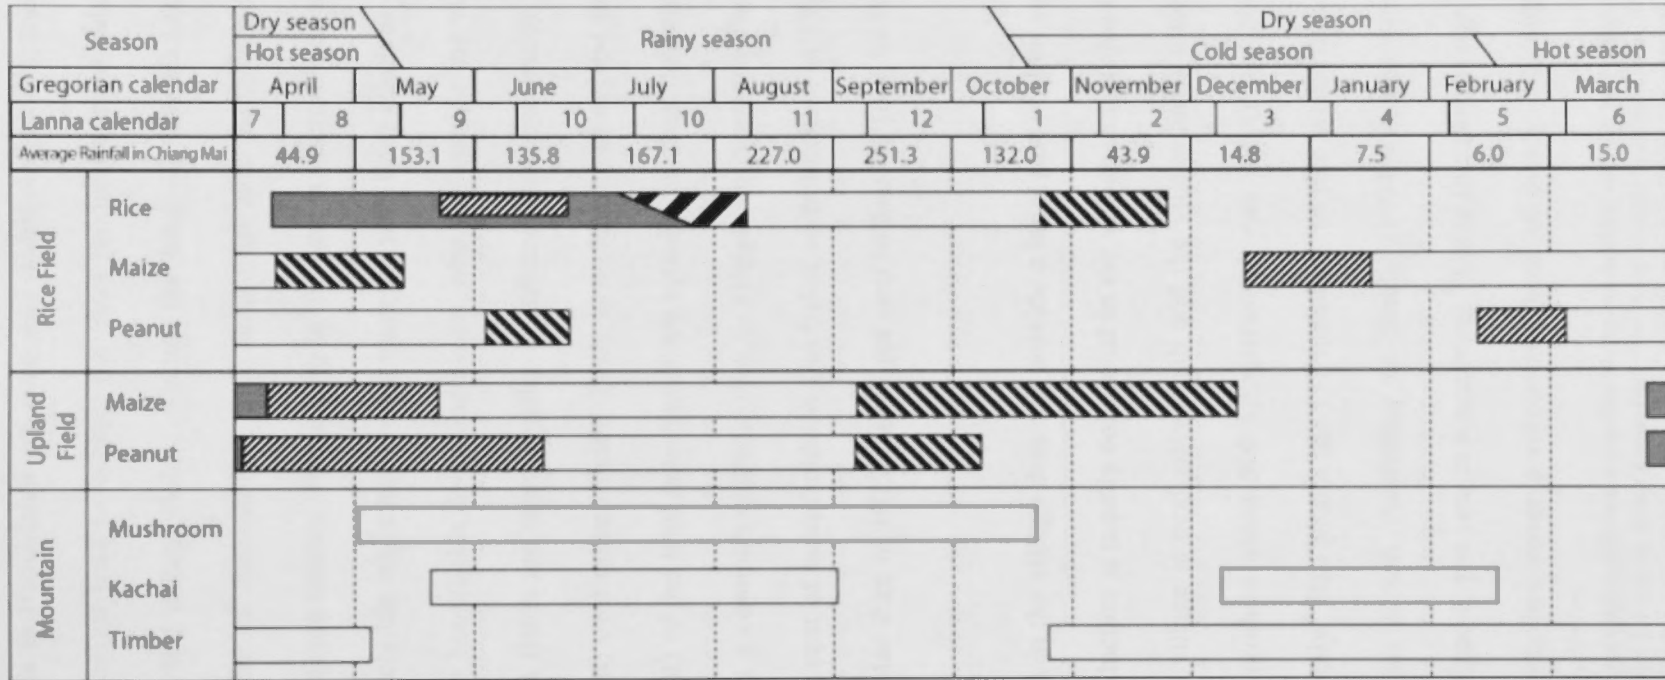 Season Dry season Rainy season Dry season
Hot season Cold season Hot season
Gregorian calendar April May June July August September October November December January February March
Lanna calendar 7 8 9 10 10 11 12 1 2 3 4 5 6
Average Rainfall in Chiang Mai 44.9 153.1 135.8 167.1 227.0 251.3 132.0 43.9 14.8 7.5 6.0 15.0
Rice Field
Rice
Maize
Peanut
Upland
Field
Maize
Peanut
Mountain
Mushroom
Kachai
Timber